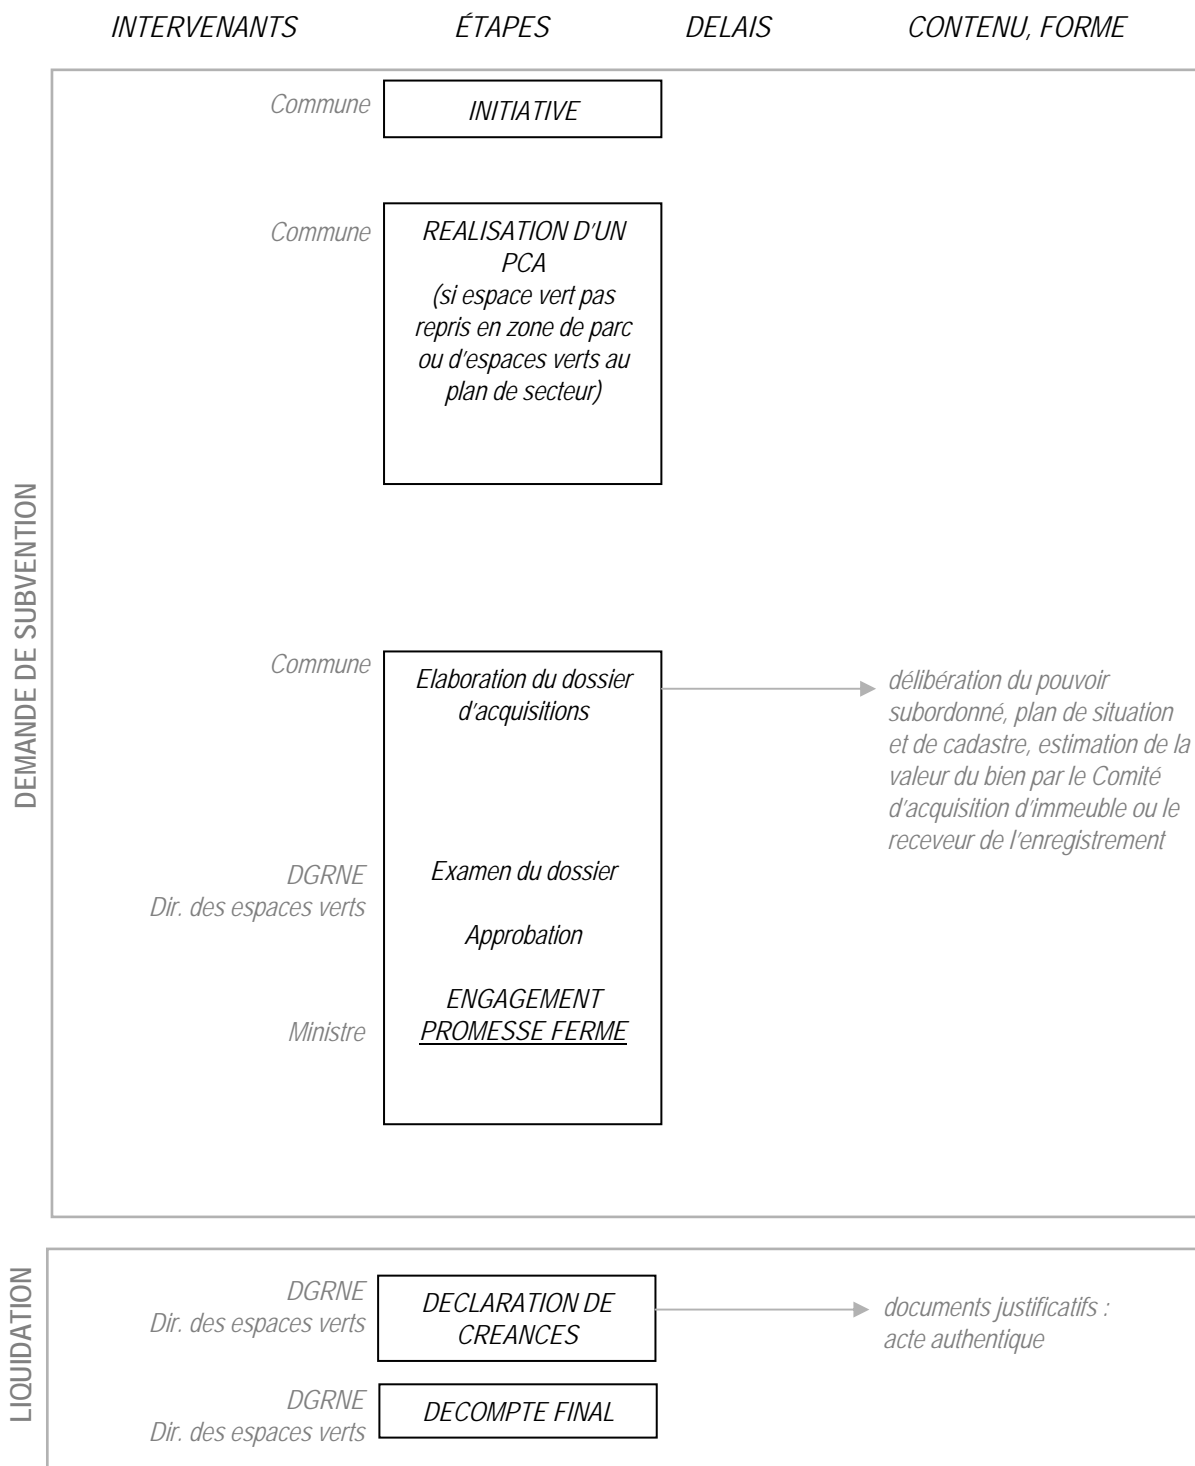 INTERVENANTS ÉTAPES DELAIS CONTENU, FORME
DEMANDE DE SUBVENTION
Commune
INITIATIVE
Commune
REALISATION D'UN
PCA
(si espace vert pas
repris en zone de parc
ou d'espaces verts au
plan de secteur)
Commune
Elaboration du dossier
d'acquisitions
délibération du pouvoir
subordonné, plan de situation
et de cadastre, estimation de la
valeur du bien par le Comité
d'acquisition d'immeuble ou le
receveur de l'enregistrement
DGRNE
Dir. des espaces verts
Examen du dossier
Approbation
Ministre
ENGAGEMENT
PROMESSE FERME
LIQUIDATION
DGRNE
Dir. des espaces verts
DECLARATION DE
CREANCES
documents justificatifs :
acte authentique
DGRNE
Dir. des espaces verts
DECOMPTE FINAL